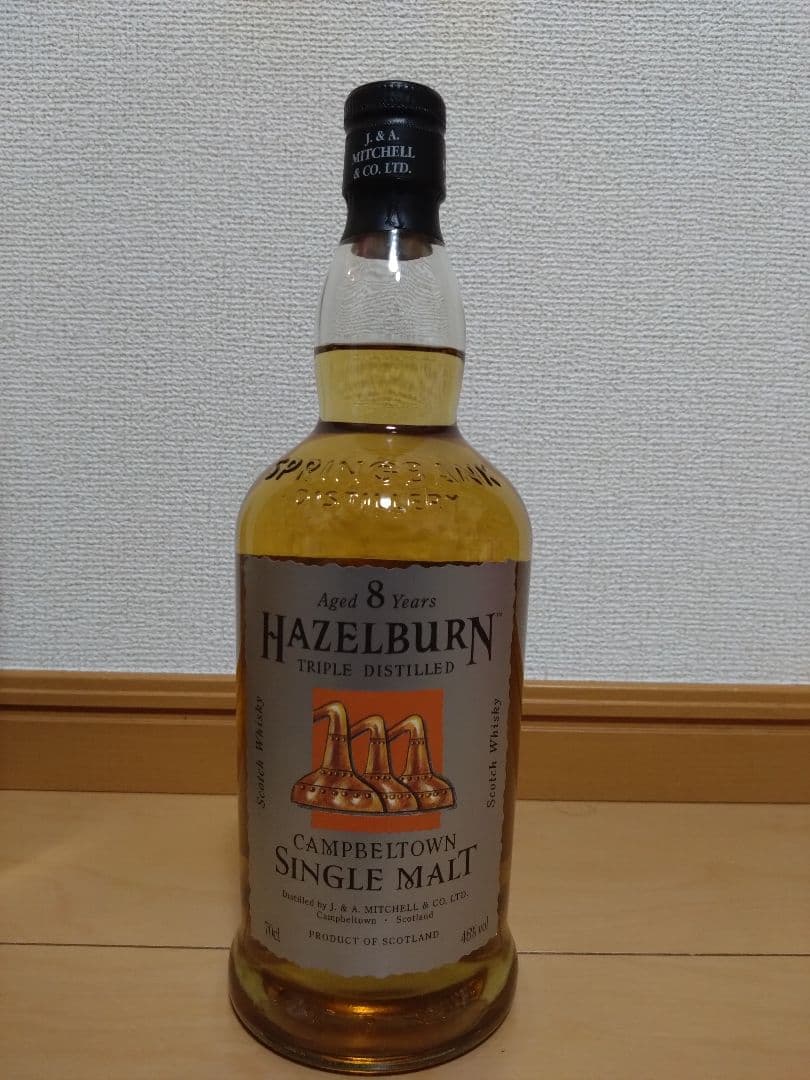 J. & A.
MITCHELL
& CO. LTD.
SPRINGBANK
DISTILLERY
Aged 8 Years
HAZELBURN™
TRIPLE DISTILLED
Scotch Whisky
Scotch Whisky
CAMPBELTOWN
SINGLE MALT
Distilled by J. & A. MITCHELL & CO. LTD.
Campbeltown · Scotland
70cl
PRODUCT OF SCOTLAND
46% vol